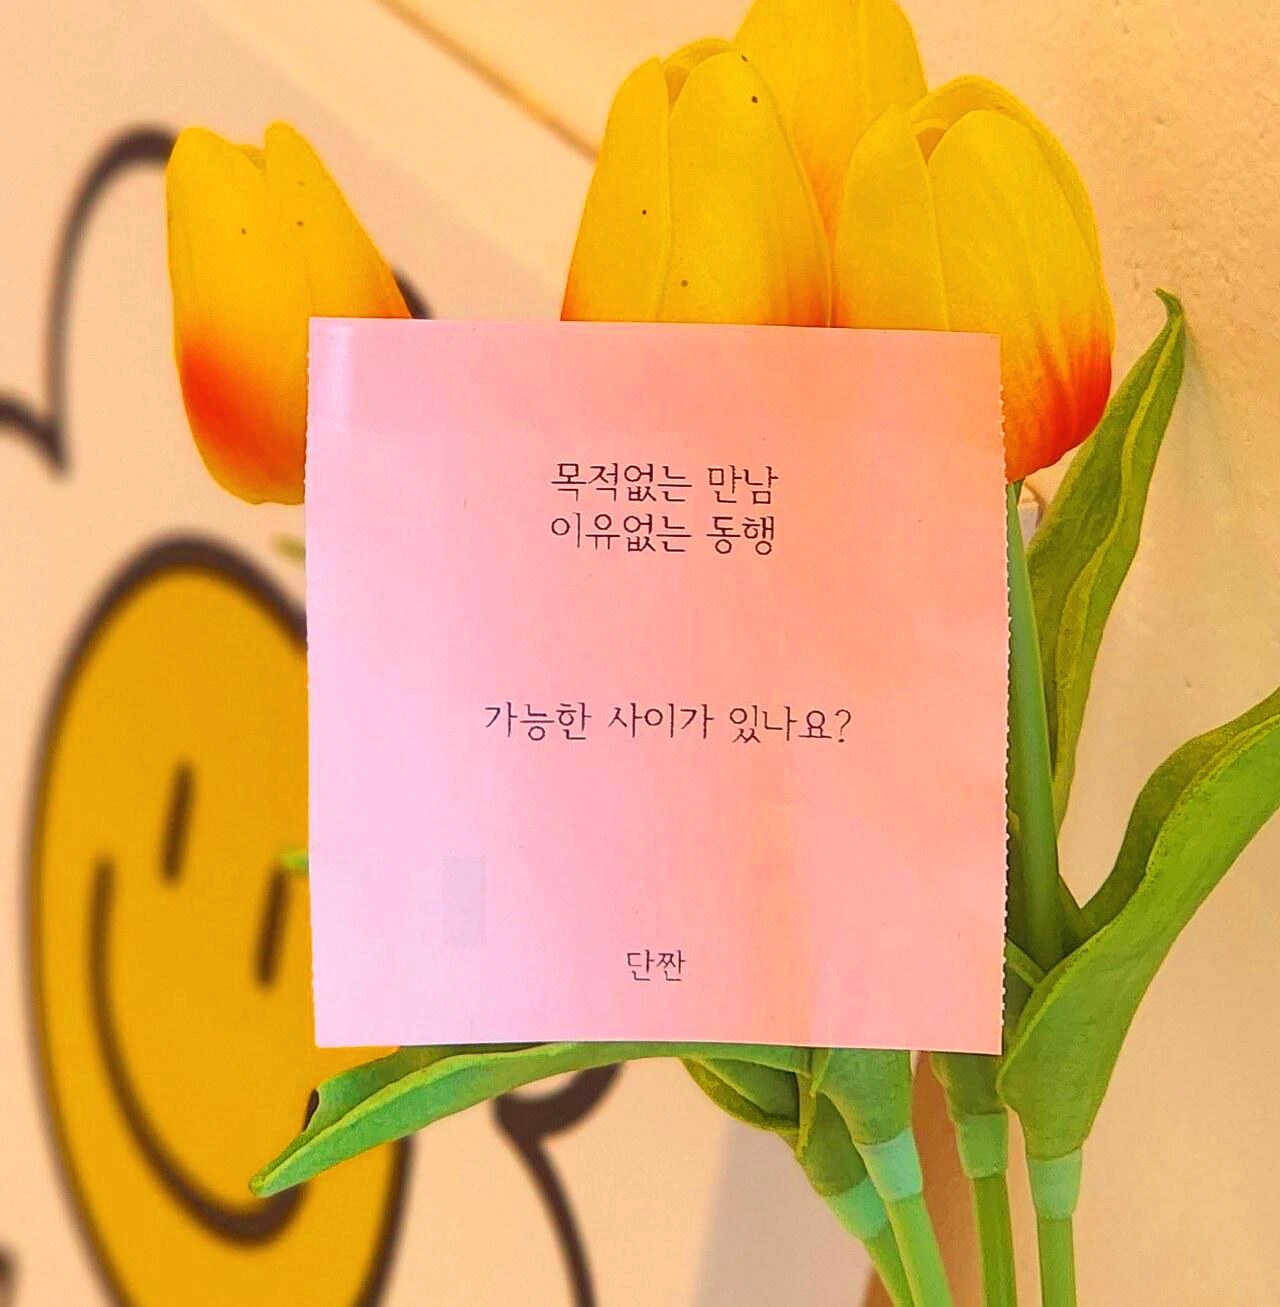 목적없는 만남
이유없는 동행
가능한 사이가 있나요?
단짠